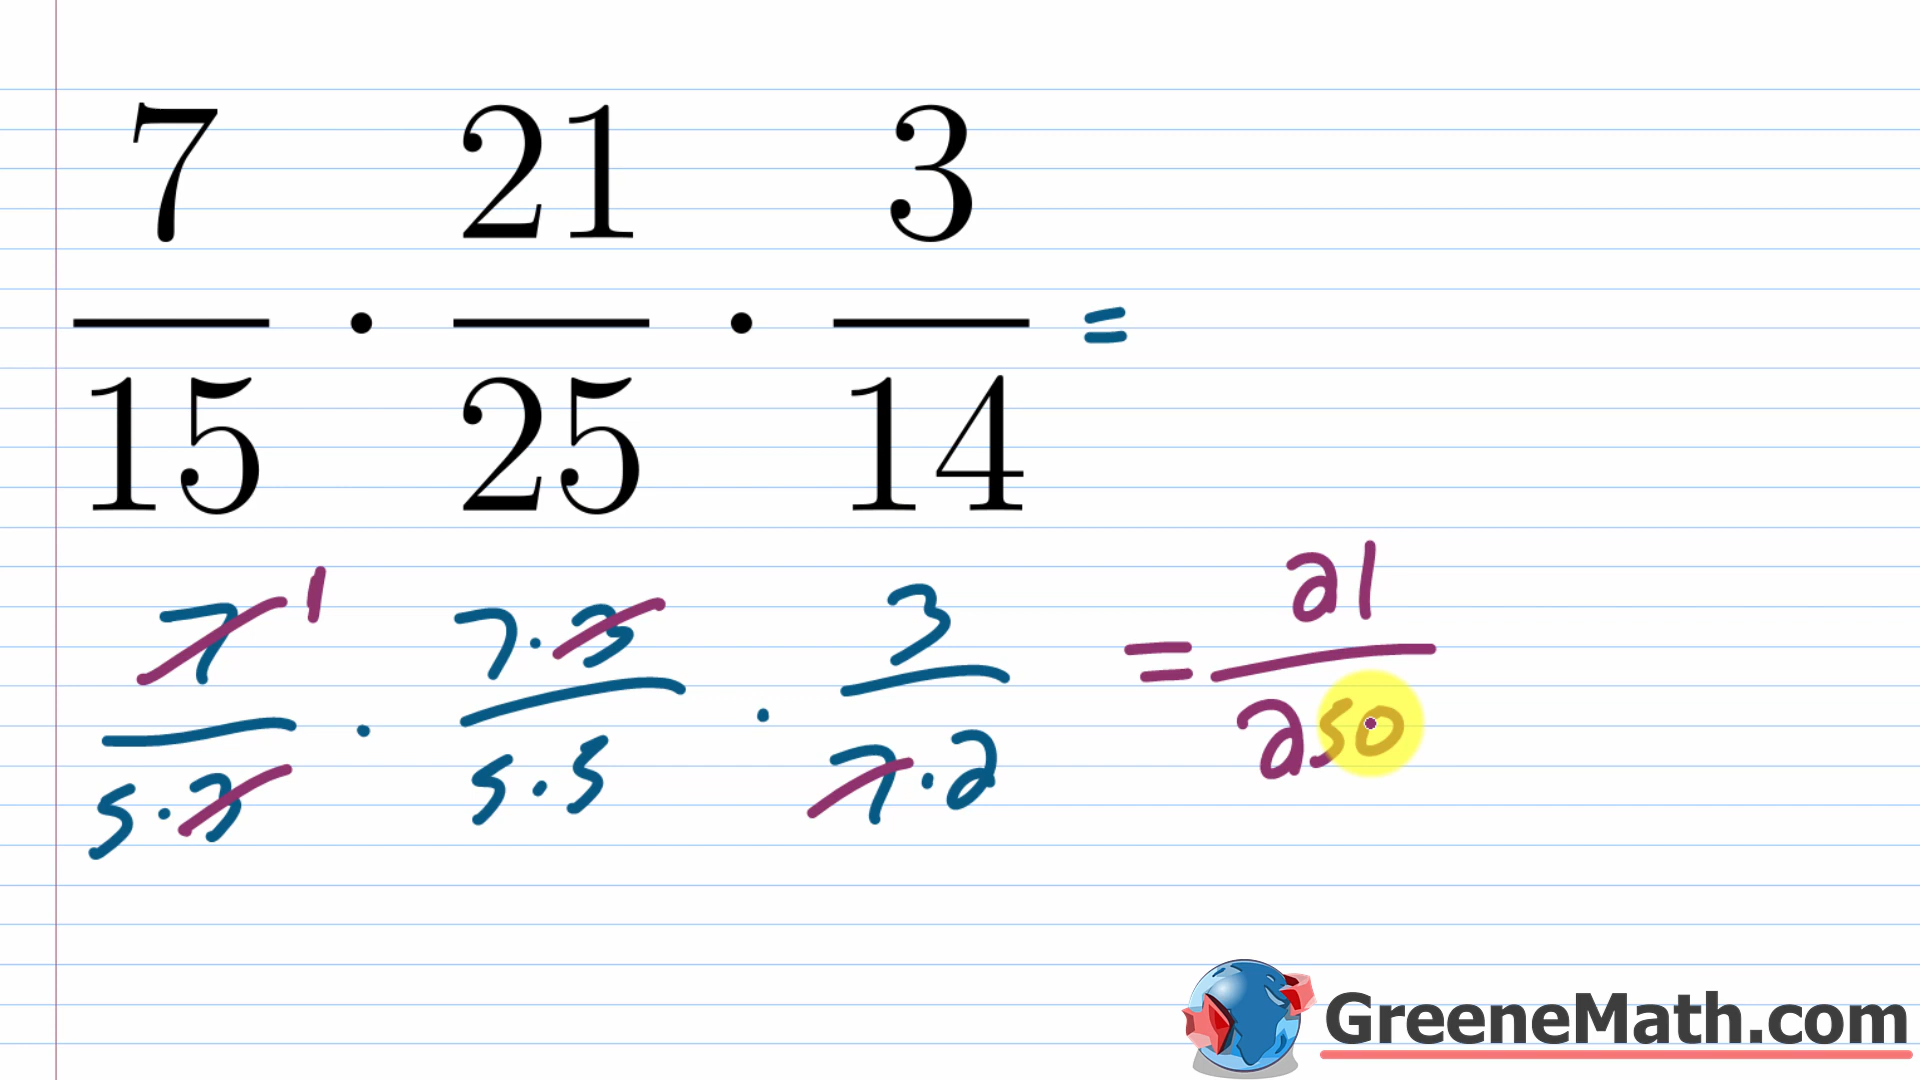 7/15 · 21/25 · 3/14 =
7/5·3 1 · 7·3/5·5 · 3/7·2 = 21/250
GreeneMath.com